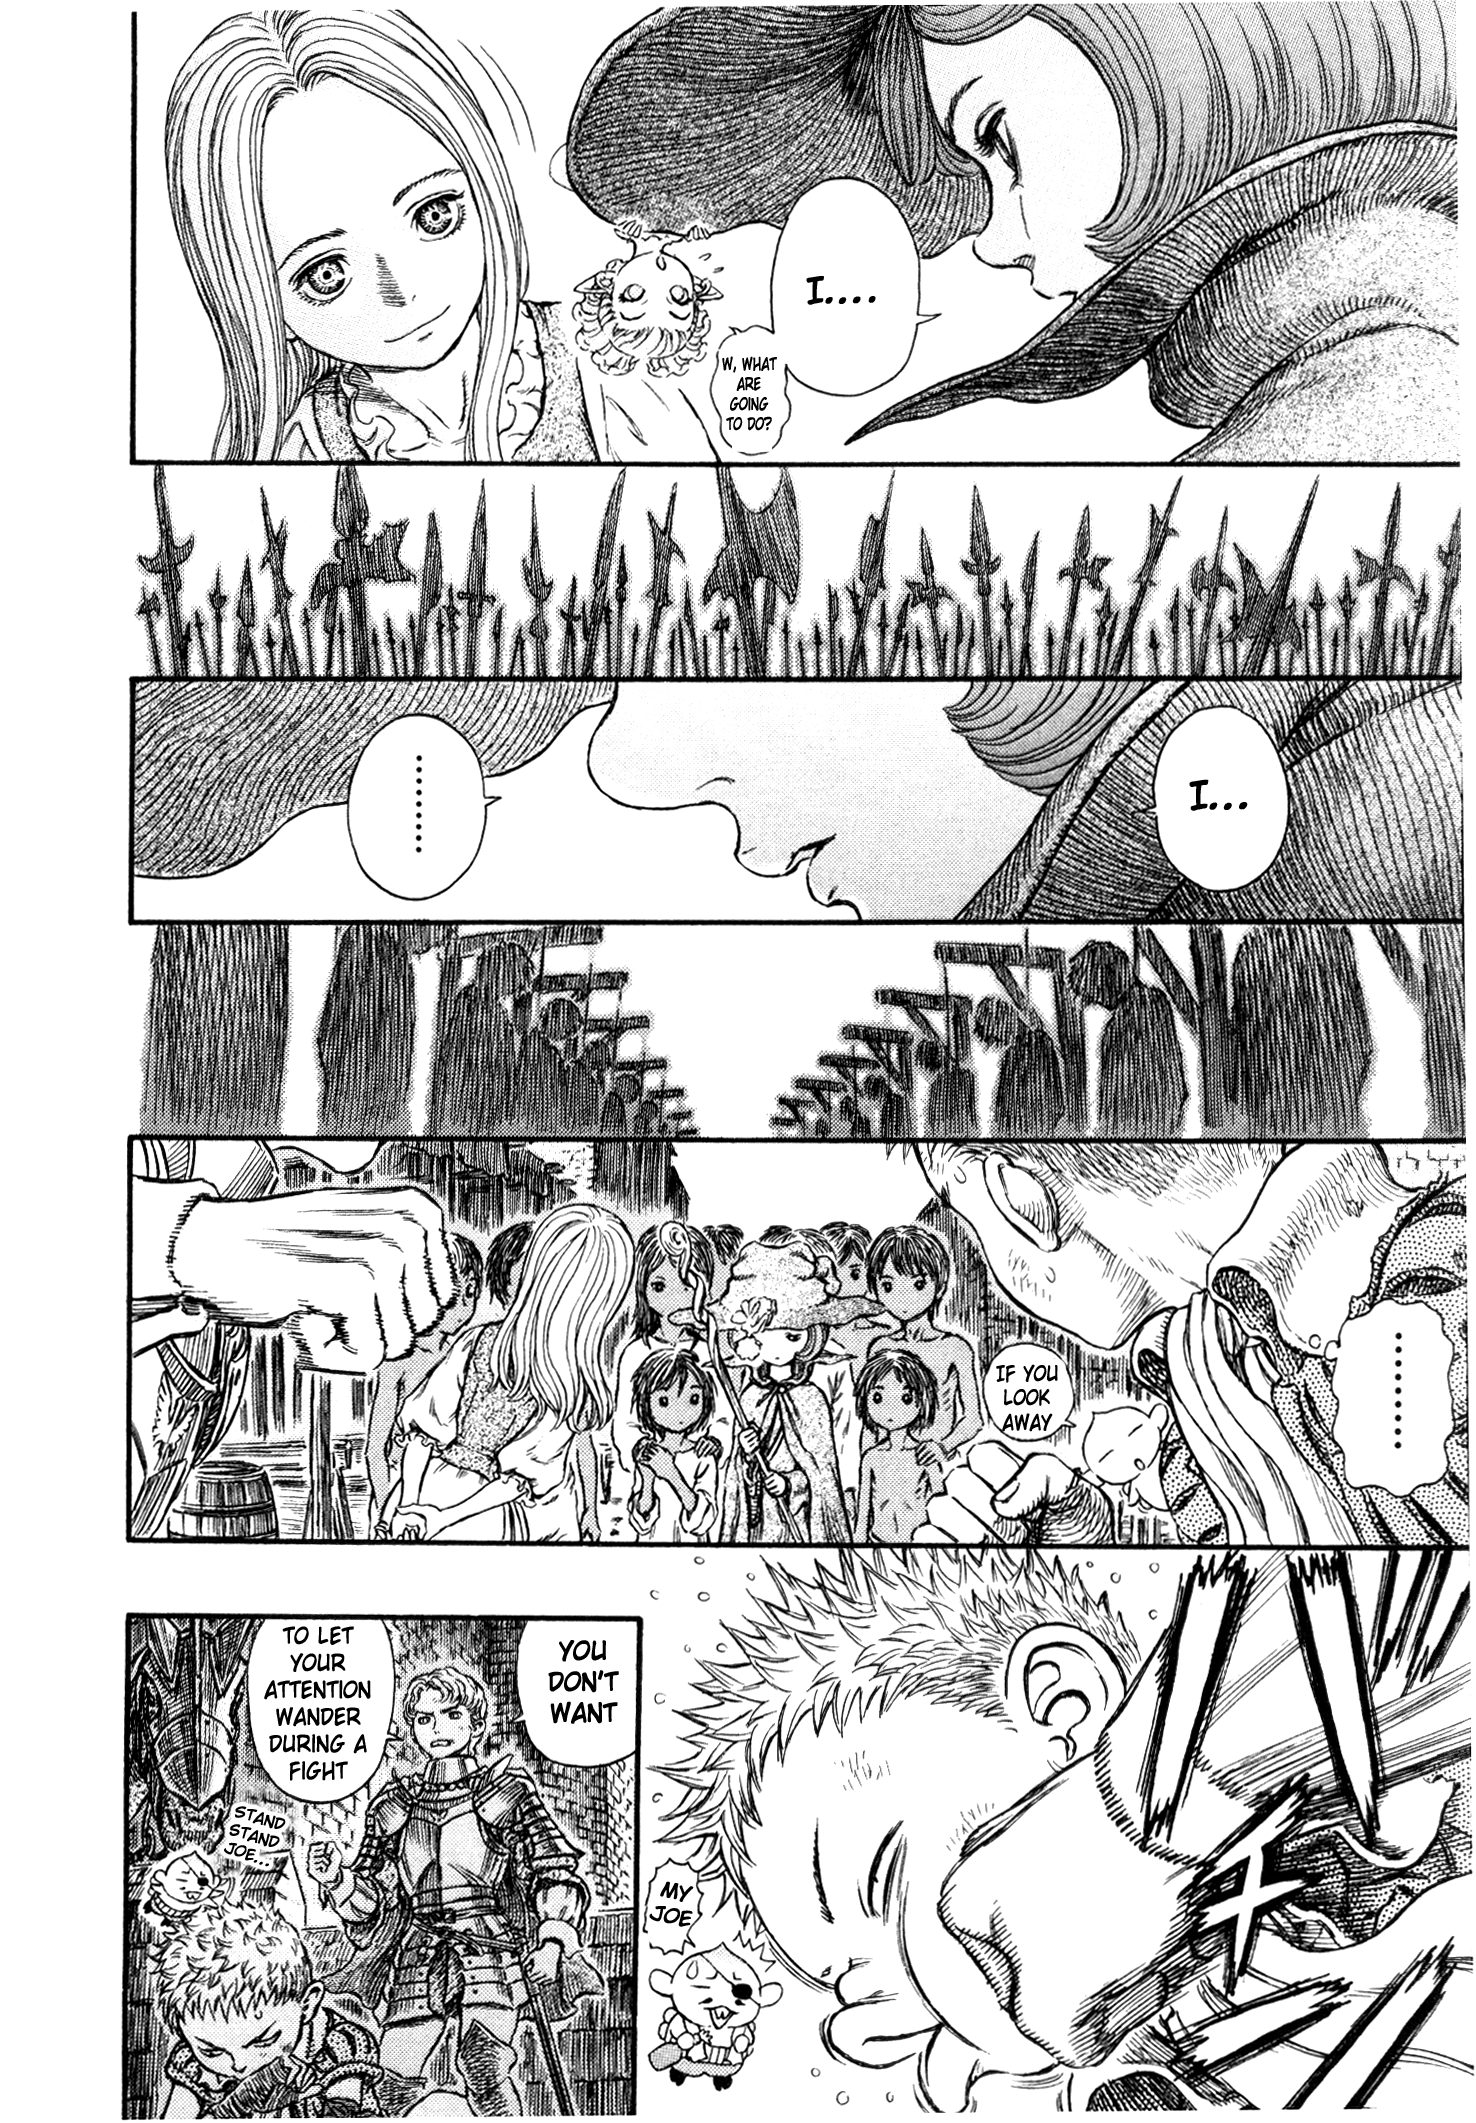 I....
W, WHAT
ARE
GOING
TO DO?
I...
.........
.........
IF YOU
LOOK
AWAY
MY
JOE
YOU
DON'T
WANT
TO LET
YOUR
ATTENTION
WANDER
DURING A
FIGHT
STAND
STAND
JOE...